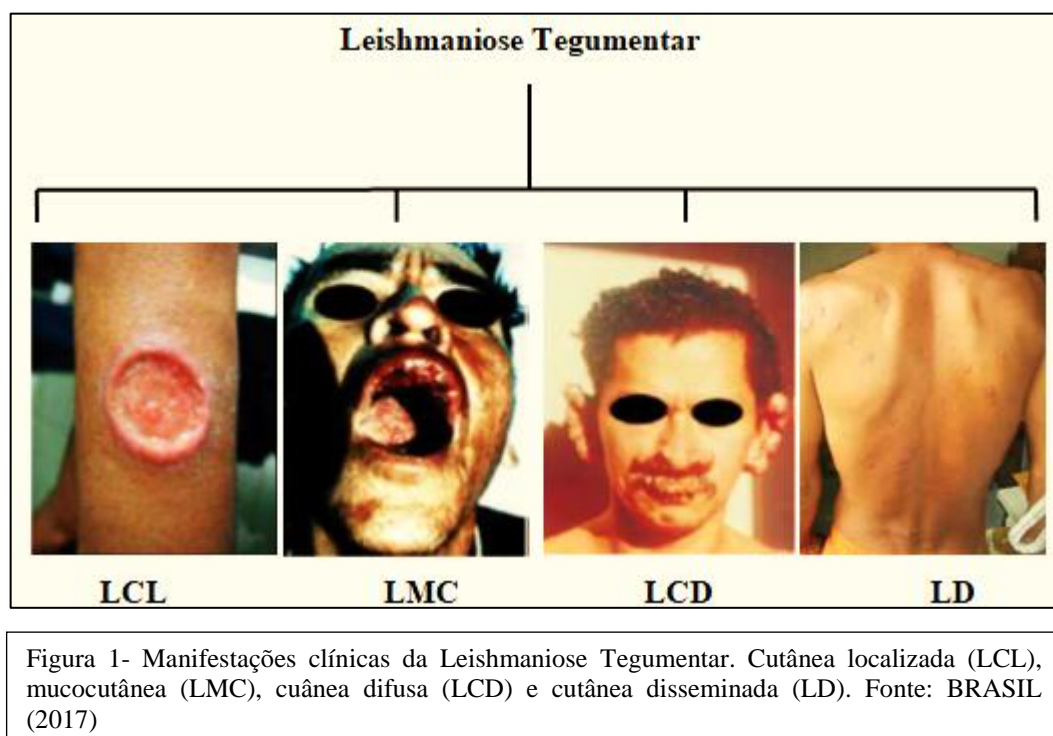 Leishmaniose Tegumentar
LCL LMC LCD LD
Figura 1- Manifestações clínicas da Leishmaniose Tegumentar. Cutânea localizada (LCL),
mucocutânea (LMC), cuânea difusa (LCD) e cutânea disseminada (LD). Fonte: BRASIL
(2017)